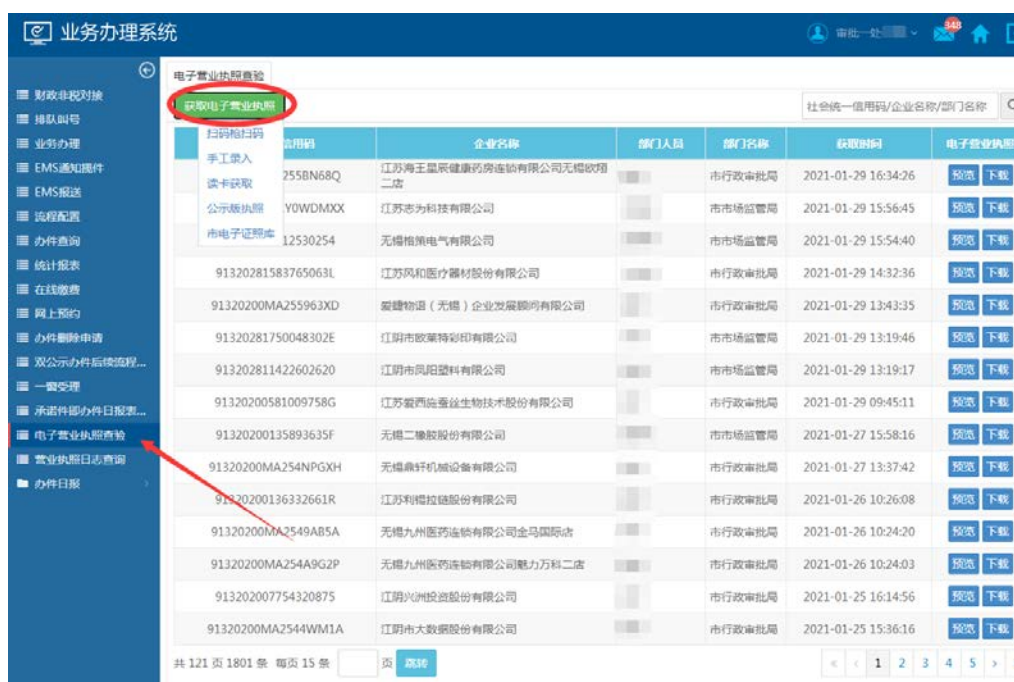 业务办理系统
审批一处
348
电子营业执照查验
财政非税对接
排队叫号
业务办理
EMS通知揽件
EMS报送
流程配置
办件查询
统计报表
在线缴费
网上预约
办件删除申请
双公示办件后续流程...
一窗受理
承诺件即办件日报表...
电子营业执照查验
营业执照日志查询
办件日报
获取电子营业执照
社会统一信用码/企业名称/部门名称
扫码枪扫码
手工录入
读卡获取
公示版执照
市电子证照库
信用码 企业名称 部门人员 部门名称 获取时间 电子营业执照
255BN68Q 江苏海王星辰健康药房连锁有限公司无锡欧翔二店 市行政审批局 2021-01-29 16:34:26 预览 下载
Y0WDMXX 江苏志为科技有限公司 市市场监管局 2021-01-29 15:56:45 预览 下载
12530254 无锡楷策电气有限公司 市市场监管局 2021-01-29 15:54:40 预览 下载
91320281583765063L 江苏风和医疗器材股份有限公司 市行政审批局 2021-01-29 14:32:36 预览 下载
91320200MA255963XD 爱睫物语（无锡）企业发展顾问有限公司 市行政审批局 2021-01-29 13:43:35 预览 下载
91320281750048302E 江阴市欧莱特彩印有限公司 市市场监管局 2021-01-29 13:19:46 预览 下载
913202811422602620 江阴市凤阳塑料有限公司 市市场监管局 2021-01-29 13:19:17 预览 下载
91320200581009758G 江苏爱西施蚕丝生物技术股份有限公司 市行政审批局 2021-01-29 09:45:11 预览 下载
91320200135893635F 无锡二橡胶股份有限公司 市市场监管局 2021-01-27 15:58:16 预览 下载
91320200MA254NPGXH 无锡鼎轩机械设备有限公司 市行政审批局 2021-01-27 13:37:42 预览 下载
91320200136332661R 江苏利锡拉链股份有限公司 市行政审批局 2021-01-26 10:26:08 预览 下载
91320200MA2549AB5A 无锡九州医药连锁有限公司金马国际店 市行政审批局 2021-01-26 10:24:20 预览 下载
91320200MA254A9G2P 无锡九州医药连锁有限公司魅力万科二店 市行政审批局 2021-01-26 10:24:03 预览 下载
913202007754320875 江阴兴洲投资股份有限公司 市行政审批局 2021-01-25 16:14:56 预览 下载
91320200MA2544WM1A 江阴市大数据股份有限公司 市行政审批局 2021-01-25 15:36:16 预览 下载
共 121 页 1801 条 每页 15 条 页 跳转 « ‹ 1 2 3 4 5 ›